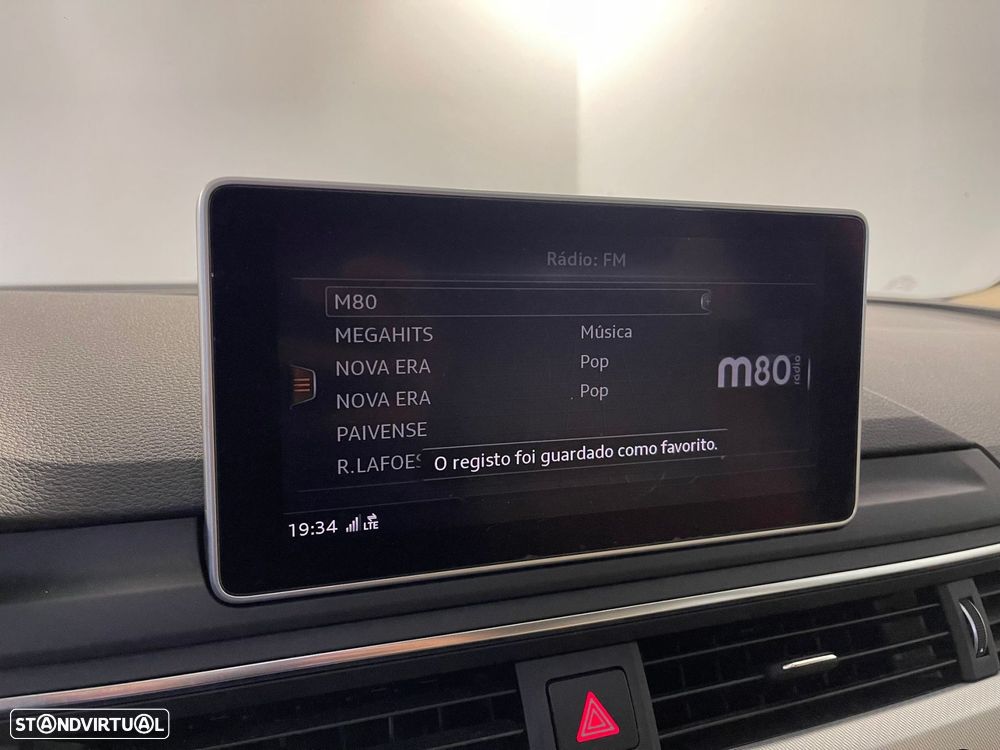 Rádio: FM
M80
MEGAHITS Música
NOVA ERA Pop
NOVA ERA Pop
m80 rádio
PAIVENSE
R.LAFOES
O registo foi guardado como favorito.
19:34 LTE
STANDVIRTUAL